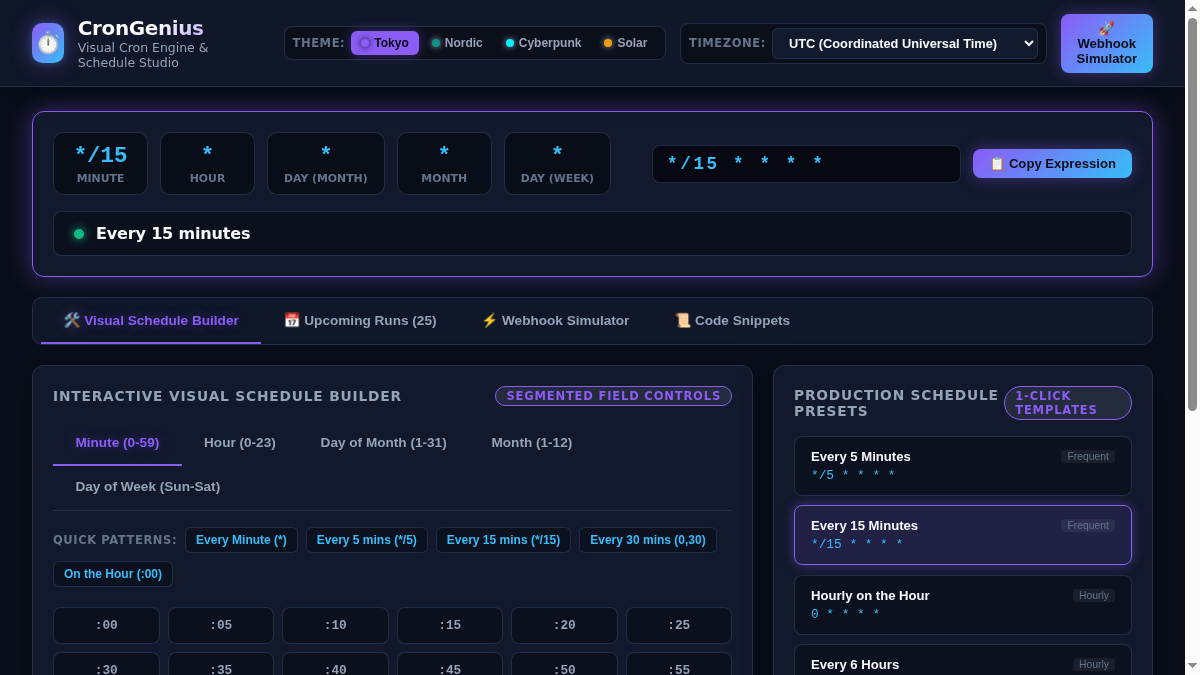 CronGenius
Visual Cron Engine &
Schedule Studio
THEME:
Tokyo
Nordic
Cyberpunk
Solar
TIMEZONE:
UTC (Coordinated Universal Time)
🚀
Webhook
Simulator
*/15
MINUTE
*
HOUR
*
DAY (MONTH)
*
MONTH
*
DAY (WEEK)
*/15 * * * *
📋 Copy Expression
Every 15 minutes
🛠️ Visual Schedule Builder
📅 Upcoming Runs (25)
⚡ Webhook Simulator
📜 Code Snippets
INTERACTIVE VISUAL SCHEDULE BUILDER
SEGMENTED FIELD CONTROLS
Minute (0-59)
Hour (0-23)
Day of Month (1-31)
Month (1-12)
Day of Week (Sun-Sat)
QUICK PATTERNS:
Every Minute (*)
Every 5 mins (*/5)
Every 15 mins (*/15)
Every 30 mins (0,30)
On the Hour (:00)
:00
:05
:10
:15
:20
:25
:30
:35
:40
:45
:50
:55
PRODUCTION SCHEDULE
PRESETS
1-CLICK
TEMPLATES
Every 5 Minutes
Frequent
*/5 * * * *
Every 15 Minutes
Frequent
*/15 * * * *
Hourly on the Hour
Hourly
0 * * * *
Every 6 Hours
Hourly